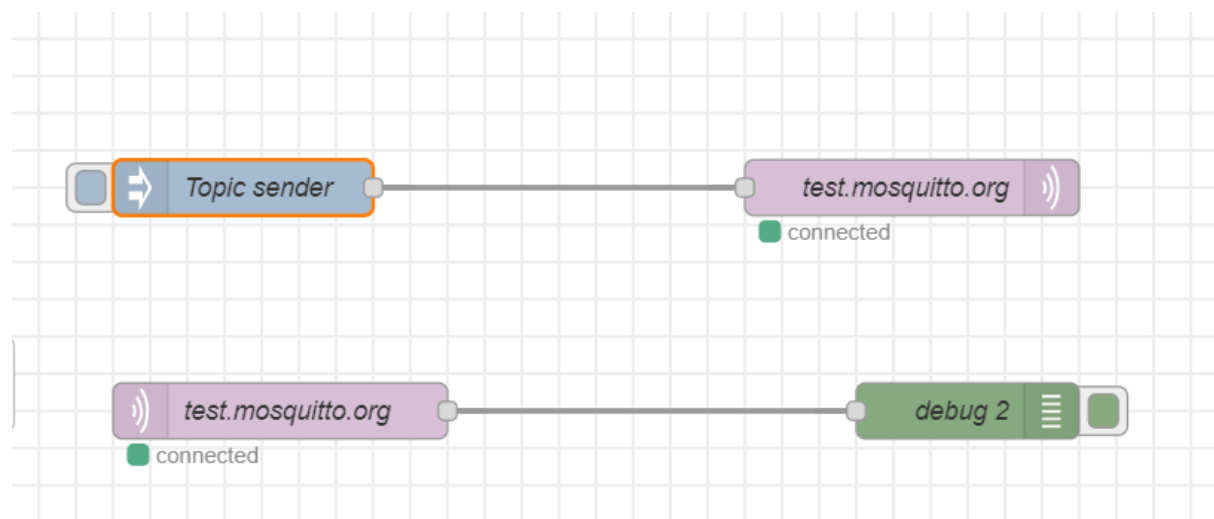 Topic sender
test.mosquitto.org
connected
test.mosquitto.org
debug 2
connected